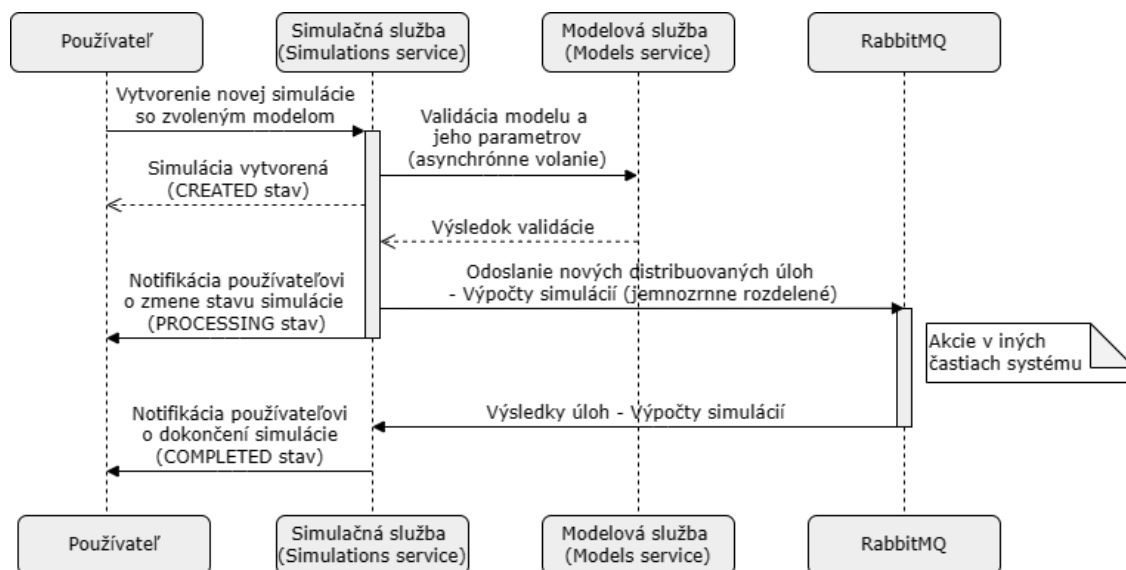 Používateľ
Simulačná služba
(Simulations service)
Modelová služba
(Models service)
RabbitMQ
Vytvorenie novej simulácie
so zvoleným modelom
Validácia modelu a
jeho parametrov
(asynchrónne volanie)
Simulácia vytvorená
(CREATED stav)
Výsledok validácie
Odoslanie nových distribuovaných úloh
- Výpočty simulácií (jemnozrnne rozdelené)
Notifikácia používateľovi
o zmene stavu simulácie
(PROCESSING stav)
Akcie v iných
častiach systému
Výsledky úloh - Výpočty simulácií
Notifikácia používateľovi
o dokončení simulácie
(COMPLETED stav)
Používateľ
Simulačná služba
(Simulations service)
Modelová služba
(Models service)
RabbitMQ